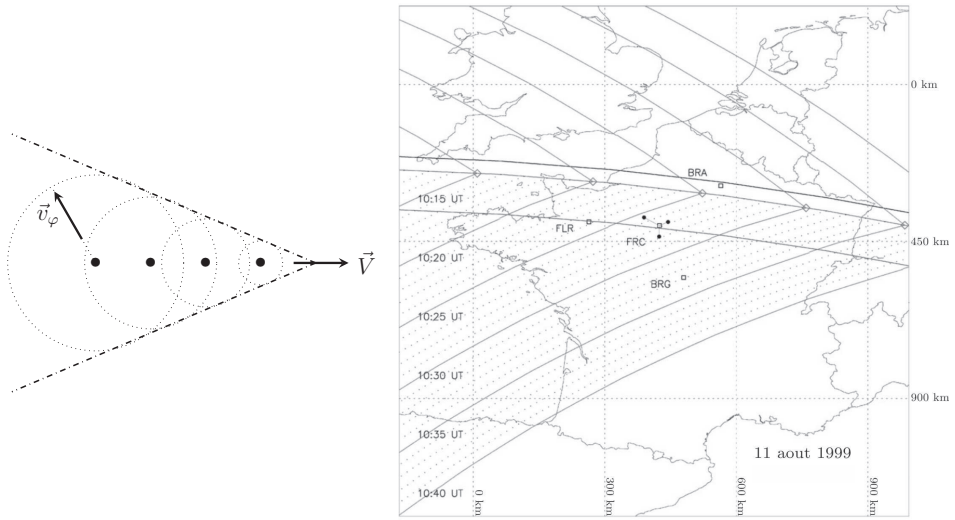 v⃗φ
V⃗
0 km
BRA
10:15 UT
FLR
FRC
450 km
10:20 UT
BRG
10:25 UT
10:30 UT
900 km
10:35 UT
11 aout 1999
10:40 UT
0 km
300 km
600 km
900 km